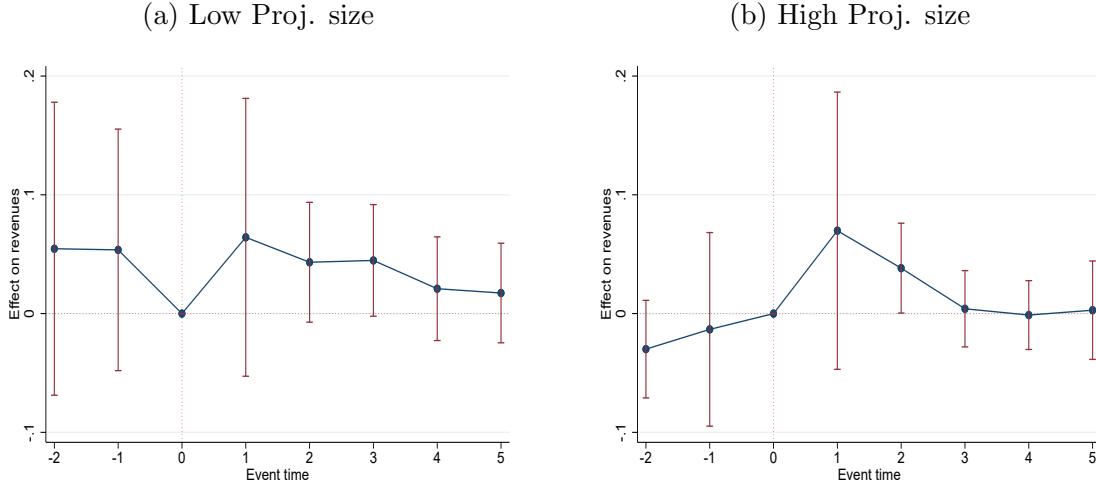 (a) Low Proj. size
(b) High Proj. size
Effect on revenues
.2
.1
0
-.1
-2 -1 0 1 2 3 4 5
Event time
Effect on revenues
.2
.1
0
-.1
-2 -1 0 1 2 3 4 5
Event time